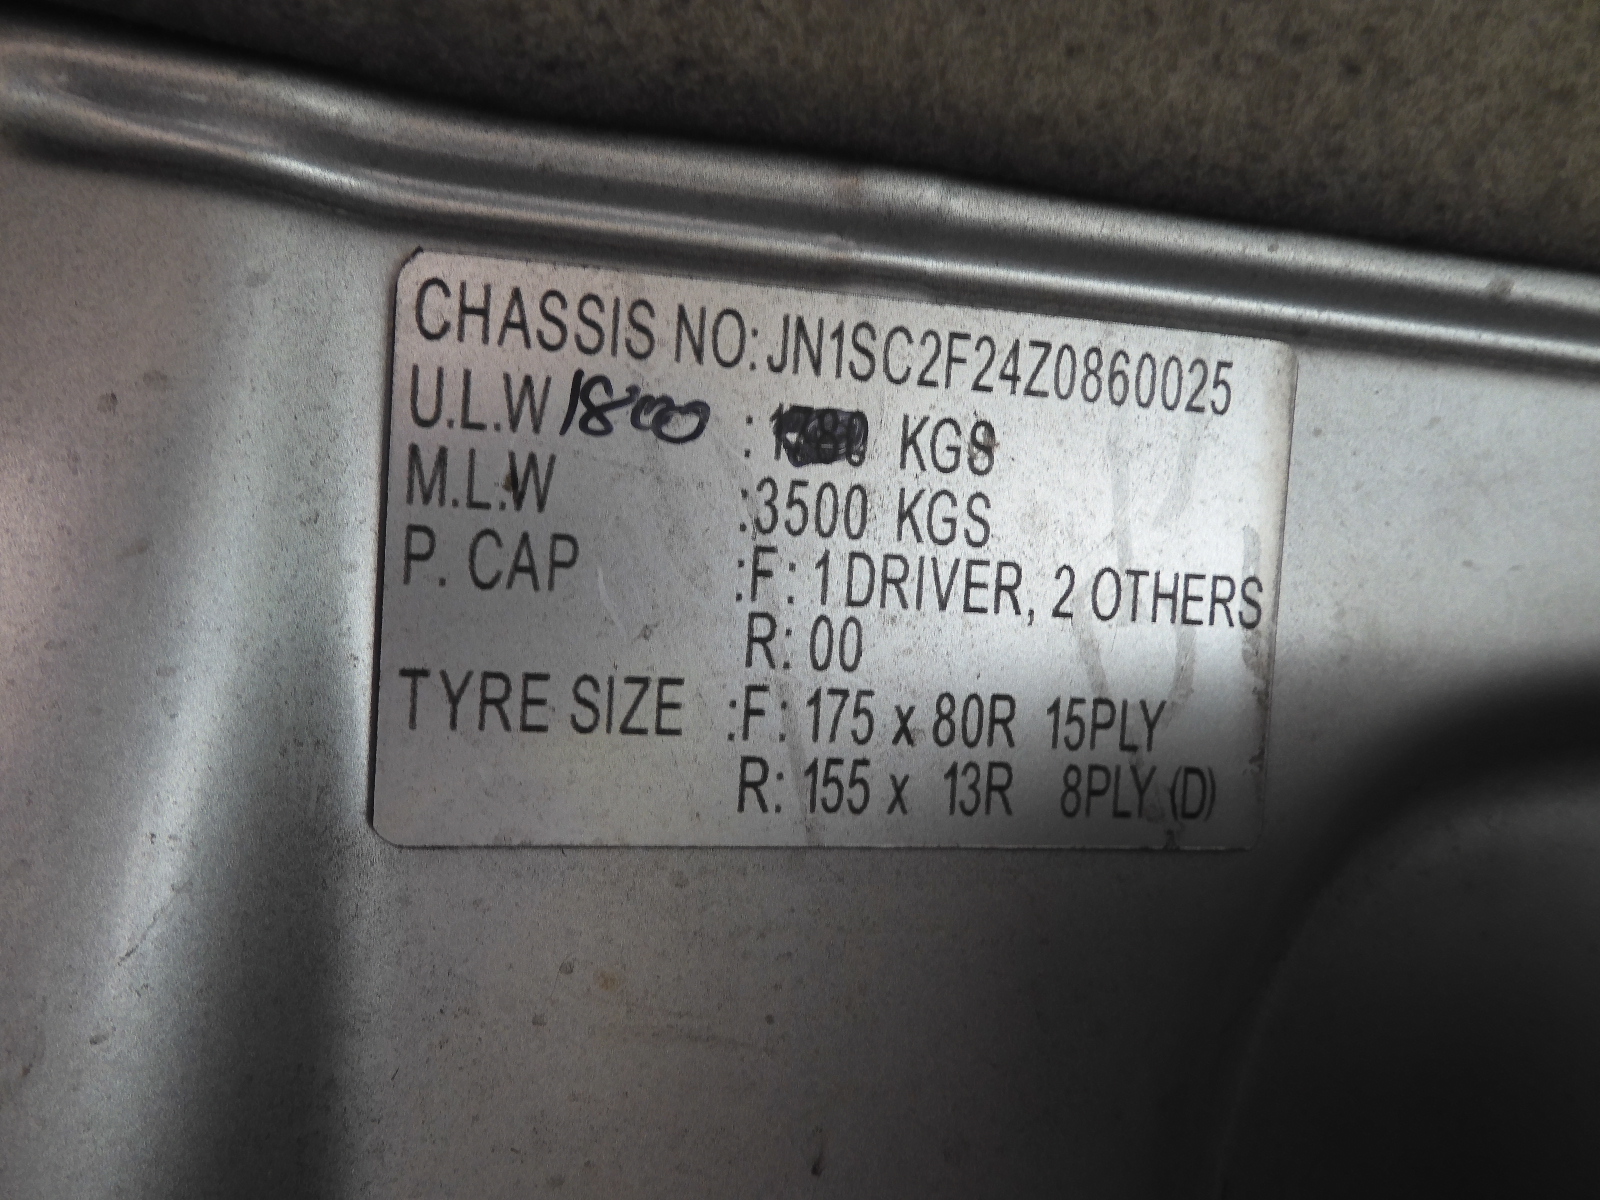 CHASSIS NO: JN1SC2F24Z0860025
U.L.W 1800 : KGS
M.L.W :3500 KGS
P. CAP :F: 1 DRIVER, 2 OTHERS
R: 00
TYRE SIZE :F: 175 x 80R 15PLY
R: 155 x 13R 8PLY (D)